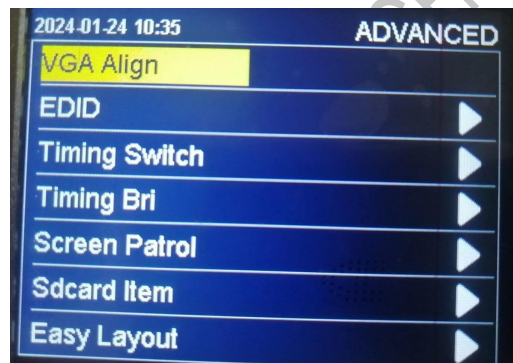 2024-01-24 10:35 ADVANCED
VGA Align
EDID
Timing Switch
Timing Bri
Screen Patrol
Sdcard Item
Easy Layout